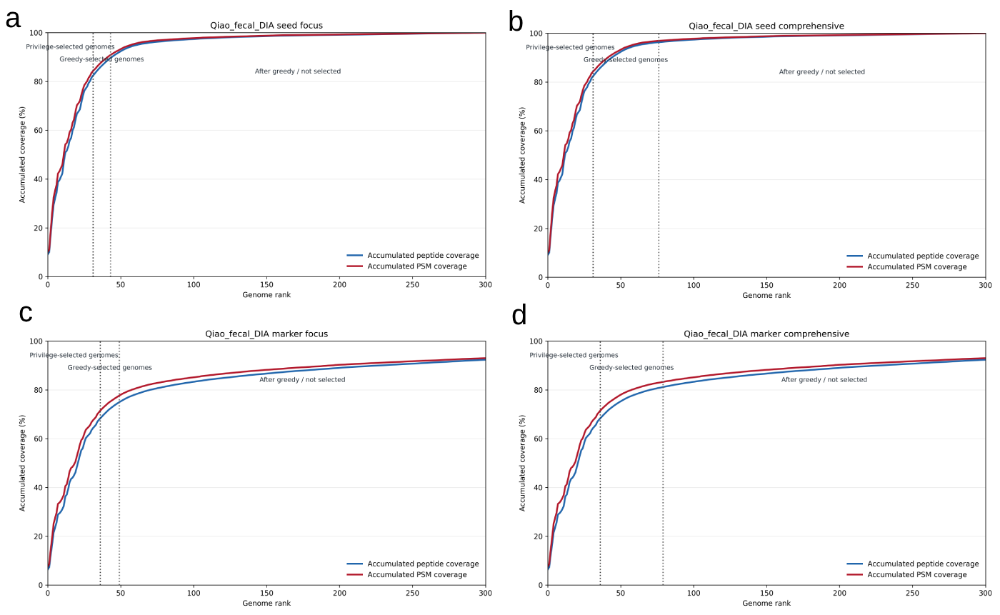 a
Qiao_fecal_DIA seed focus
100
80
60
40
20
0
Accumulated coverage (%)
Privilege-selected genomes
Greedy-selected genomes
After greedy / not selected
Accumulated peptide coverage
Accumulated PSM coverage
0 50 100 150 200 250 300
Genome rank
b
Qiao_fecal_DIA seed comprehensive
100
80
60
40
20
0
Accumulated coverage (%)
Privilege-selected genomes
Greedy-selected genomes
After greedy / not selected
Accumulated peptide coverage
Accumulated PSM coverage
0 50 100 150 200 250 300
Genome rank
c
Qiao_fecal_DIA marker focus
100
80
60
40
20
0
Accumulated coverage (%)
Privilege-selected genomes
Greedy-selected genomes
After greedy / not selected
Accumulated peptide coverage
Accumulated PSM coverage
0 50 100 150 200 250 300
Genome rank
d
Qiao_fecal_DIA marker comprehensive
100
80
60
40
20
0
Accumulated coverage (%)
Privilege-selected genomes
Greedy-selected genomes
After greedy / not selected
Accumulated peptide coverage
Accumulated PSM coverage
0 50 100 150 200 250 300
Genome rank